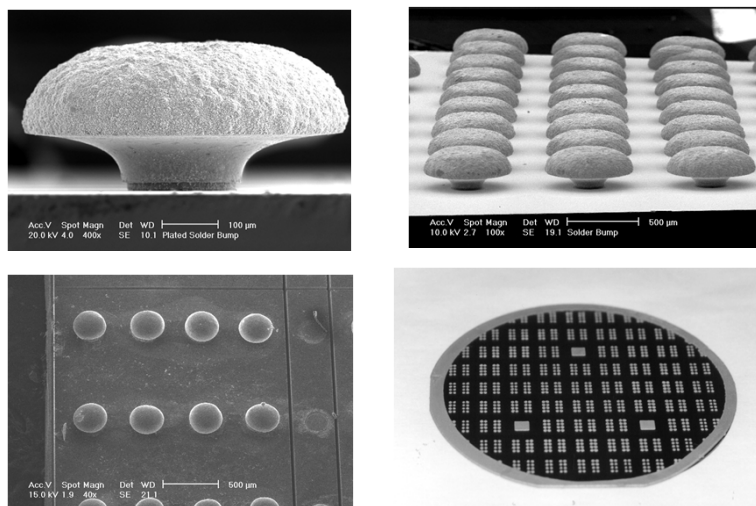 Acc.V Spot Magn Det WD 100 µm
20.0 kV 4.0 400x SE 10.1 Plated Solder Bump
Acc.V Spot Magn Det WD 500 µm
10.0 kV 2.7 100x SE 19.1 Solder Bump
Acc.V Spot Magn Det WD 500 µm
15.0 kV 1.9 40x SE 21.1